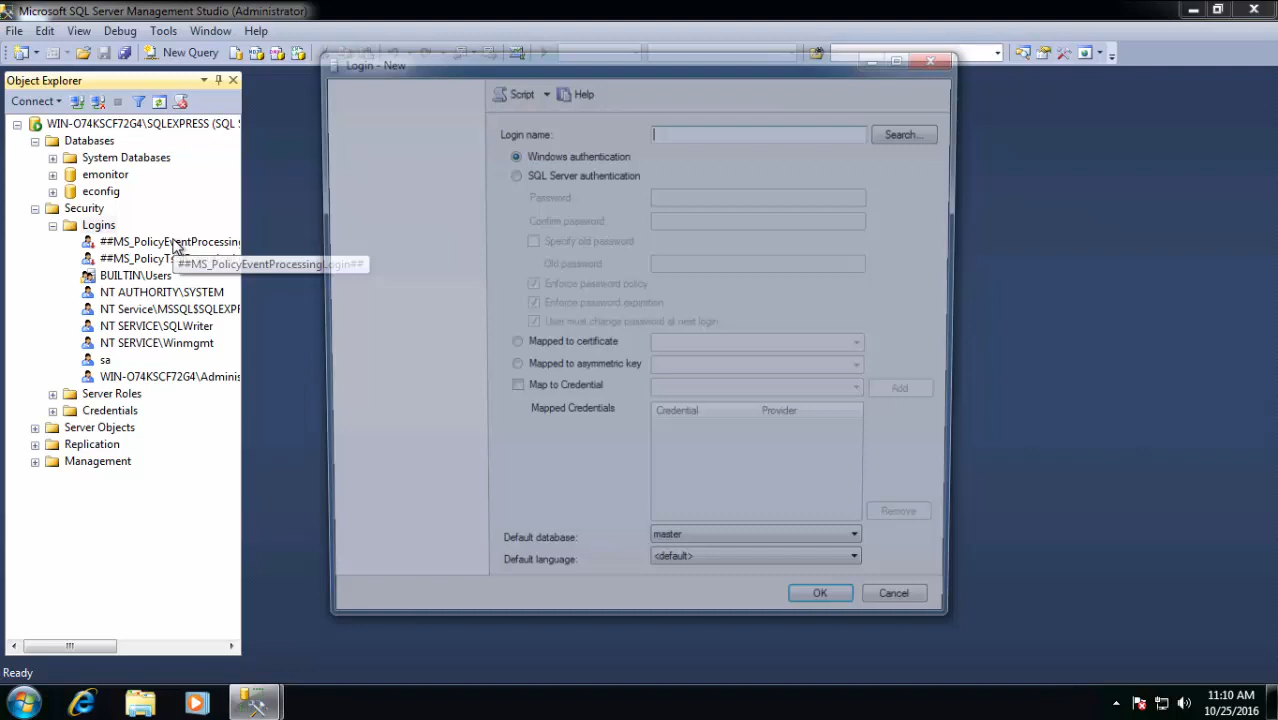 Microsoft SQL Server Management Studio (Administrator)
File Edit View Debug Tools Window Help
New Query
Object Explorer
Connect
WIN-O74KSCF72G4\SQLEXPRESS (SQL S
Databases
System Databases
emonitor
econfig
Security
Logins
##MS_PolicyEventProcessing
##MS_PolicyTs
##MS_PolicyEventProcessingLogin##
BUILTIN\Users
NT AUTHORITY\SYSTEM
NT Service\MSSQL$SQLEXPR
NT SERVICE\SQLWriter
NT SERVICE\Winmgmt
sa
WIN-O74KSCF72G4\Adminis
Server Roles
Credentials
Server Objects
Replication
Management
Login - New
Script Help
Login name: Search...
Windows authentication
SQL Server authentication
Password:
Confirm password:
Specify old password
Old password:
Enforce password policy
Enforce password expiration
User must change password at next login
Mapped to certificate
Mapped to asymmetric key
Map to Credential Add
Mapped Credentials Credential Provider
Remove
Default database: master
Default language: <default>
OK Cancel
Ready
11:10 AM
10/25/2016